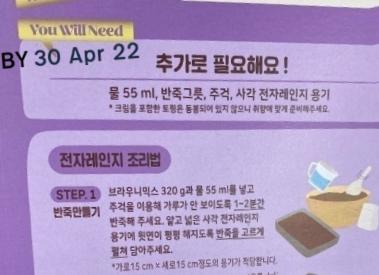 You Will Need
BY 30 Apr 22
추가로 필요해요!
물 55 ml, 반죽그릇, 주걱, 사각 전자레인지 용기
* 크림을 포함한 토핑은 동봉되어 있지 않으니 취향에 맞게 준비해주세요.
전자레인지 조리법
STEP. 1
반죽만들기
브라우니믹스 320 g과 물 55 ml를 넣고
주걱을 이용해 가루가 안 보이도록 1~2분간
반죽해 주세요. 얇고 넓은 사각 전자레인지
용기에 윗면이 평평 해지도록 반죽을 고르게
펼쳐 담아주세요.
*가로15 cm × 세로15 cm정도의 용기가 적당합니다.